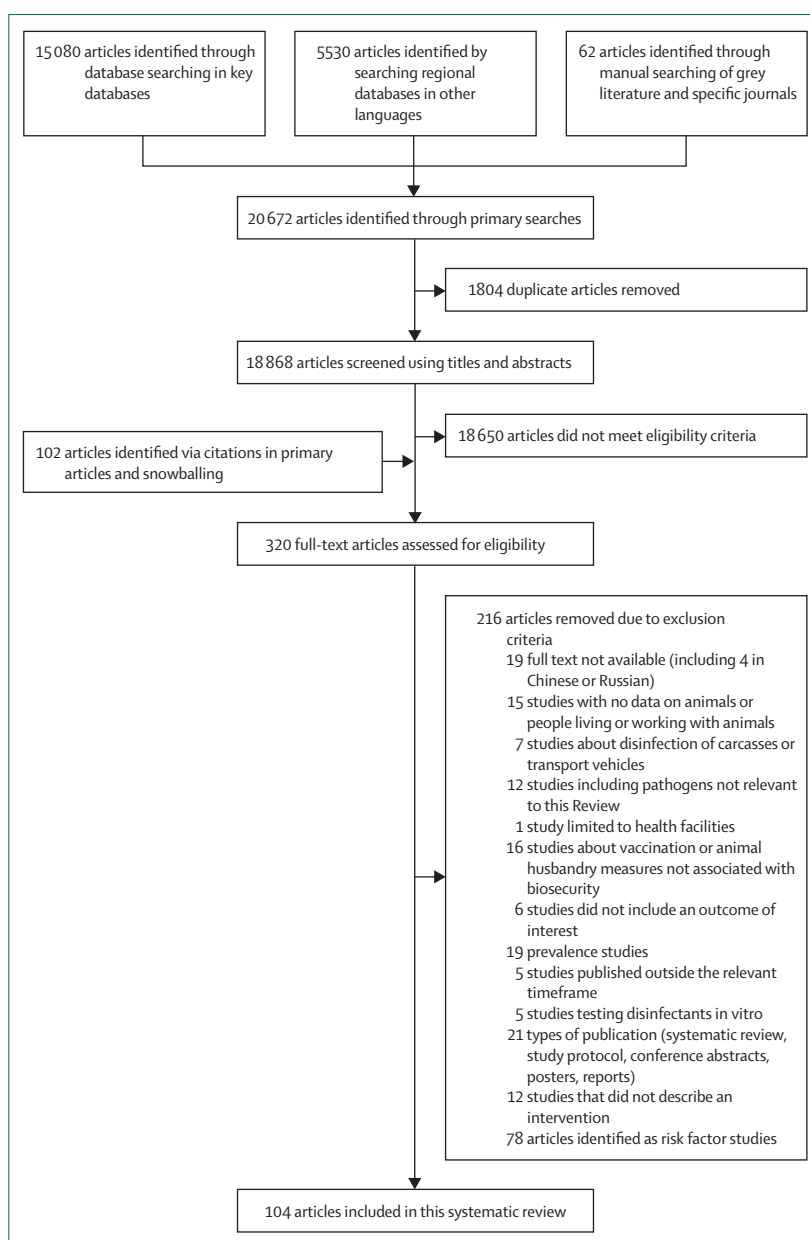 15 080 articles identified through
database searching in key
databases
5530 articles identified by
searching regional
databases in other
languages
62 articles identified through
manual searching of grey
literature and specific journals
20 672 articles identified through primary searches
1804 duplicate articles removed
18 868 articles screened using titles and abstracts
18 650 articles did not meet eligibility criteria
102 articles identified via citations in primary
articles and snowballing
320 full-text articles assessed for eligibility
216 articles removed due to exclusion
criteria
19 full text not available (including 4 in
Chinese or Russian)
15 studies with no data on animals or
people living or working with animals
7 studies about disinfection of carcasses or
transport vehicles
12 studies including pathogens not relevant
to this Review
1 study limited to health facilities
16 studies about vaccination or animal
husbandry measures not associated with
biosecurity
6 studies did not include an outcome of
interest
19 prevalence studies
5 studies published outside the relevant
timeframe
5 studies testing disinfectants in vitro
21 types of publication (systematic review,
study protocol, conference abstracts,
posters, reports)
12 studies that did not describe an
intervention
78 articles identified as risk factor studies
104 articles included in this systematic review